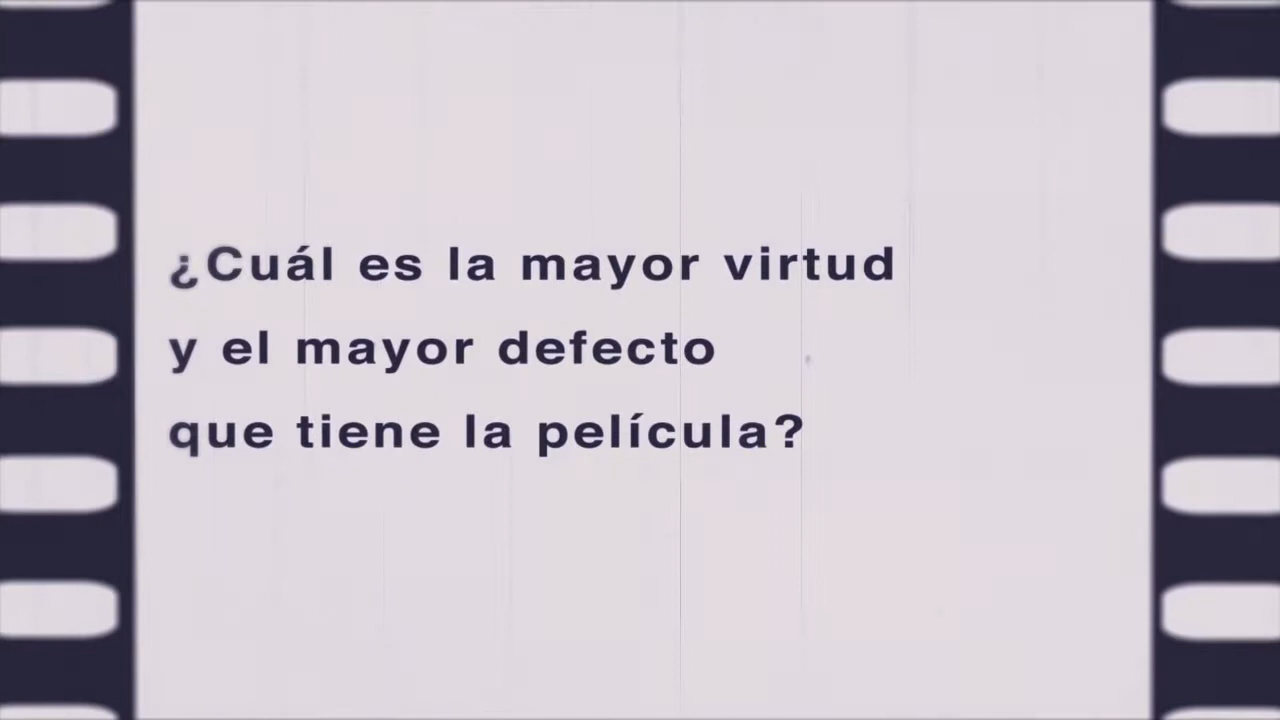 ¿Cuál es la mayor virtud
y el mayor defecto
que tiene la película?